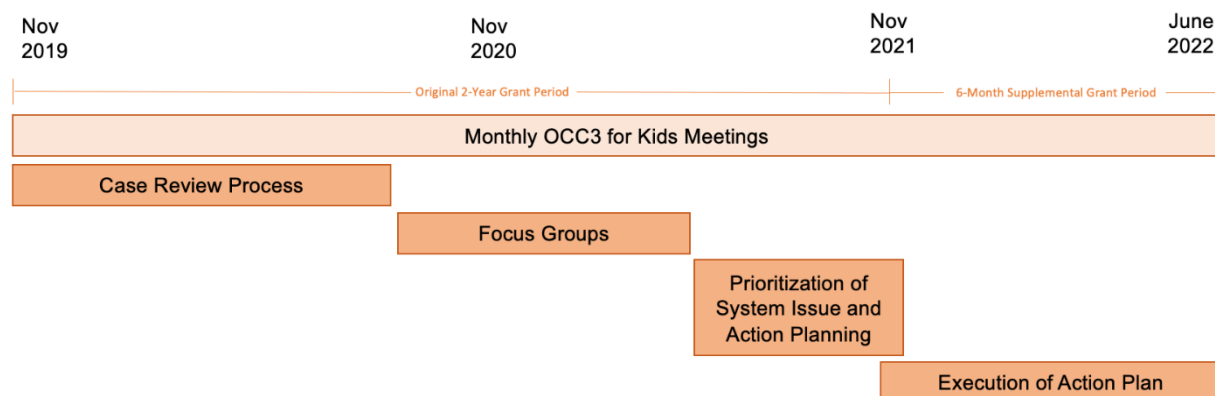 Nov
2019
Nov
2020
Nov
2021
June
2022
Original 2-Year Grant Period
6-Month Supplemental Grant Period
Monthly OCC3 for Kids Meetings
Case Review Process
Focus Groups
Prioritization of
System Issue and
Action Planning
Execution of Action Plan